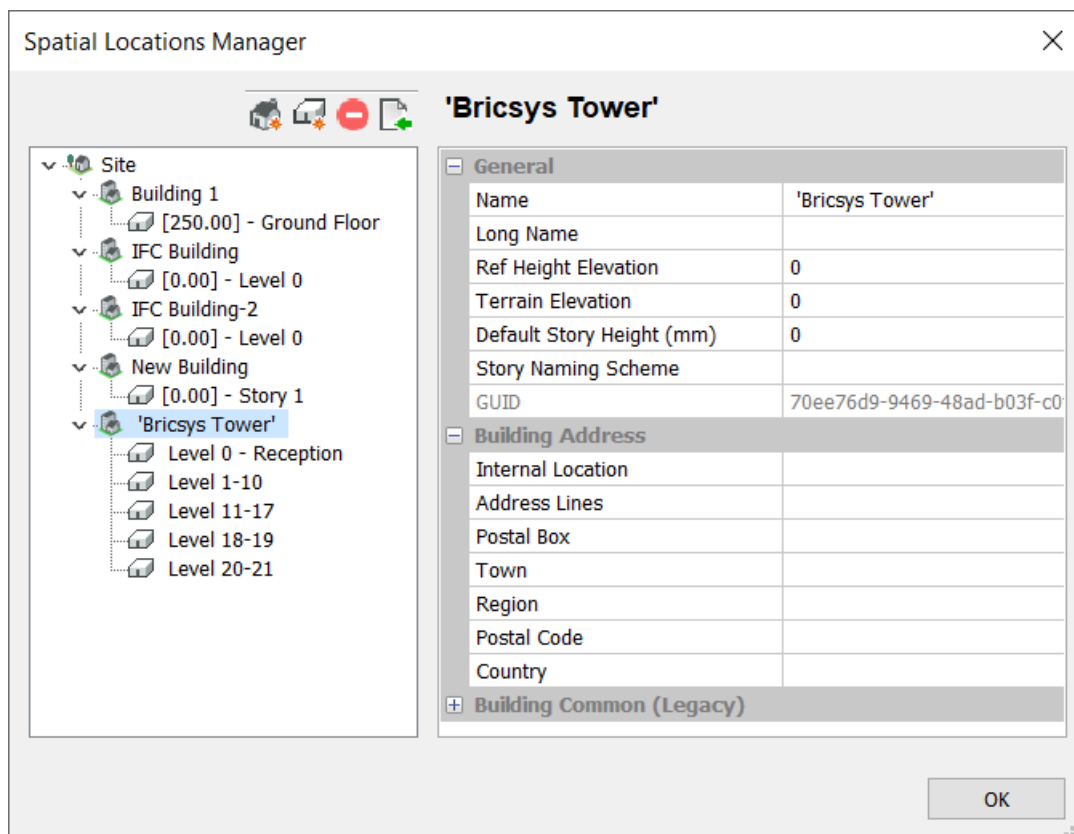 Spatial Locations Manager
'Bricsys Tower'
Site
Building 1
[250.00] - Ground Floor
IFC Building
[0.00] - Level 0
IFC Building-2
[0.00] - Level 0
New Building
[0.00] - Story 1
'Bricsys Tower'
Level 0 - Reception
Level 1-10
Level 11-17
Level 18-19
Level 20-21
General
Name 'Bricsys Tower'
Long Name
Ref Height Elevation 0
Terrain Elevation 0
Default Story Height (mm) 0
Story Naming Scheme
GUID 70ee76d9-9469-48ad-b03f-c0
Building Address
Internal Location
Address Lines
Postal Box
Town
Region
Postal Code
Country
Building Common (Legacy)
OK